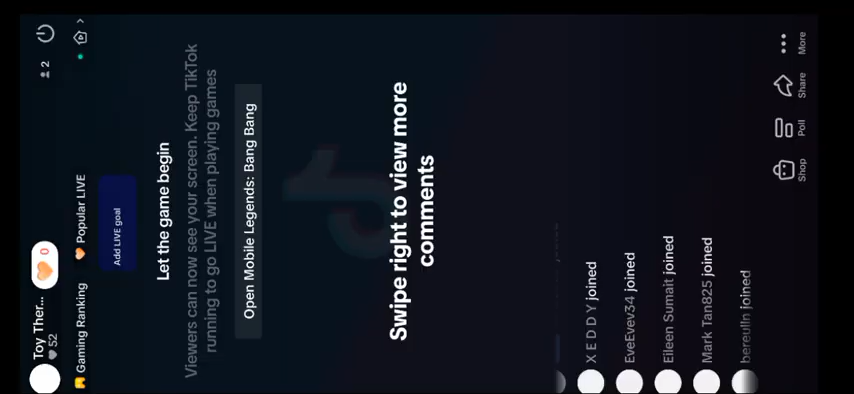 Toy Ther...
52
0
2
Gaming Ranking
Popular LIVE
>
Add LIVE goal
Let the game begin
Viewers can now see your screen. Keep TikTok
running to go LIVE when playing games
Open Mobile Legends: Bang Bang
Swipe right to view more
comments
X E D D Y joined
EveEvev34 joined
Eileen Sumait joined
Mark Tan825 joined
bereulln joined
Shop
Poll
Share
More